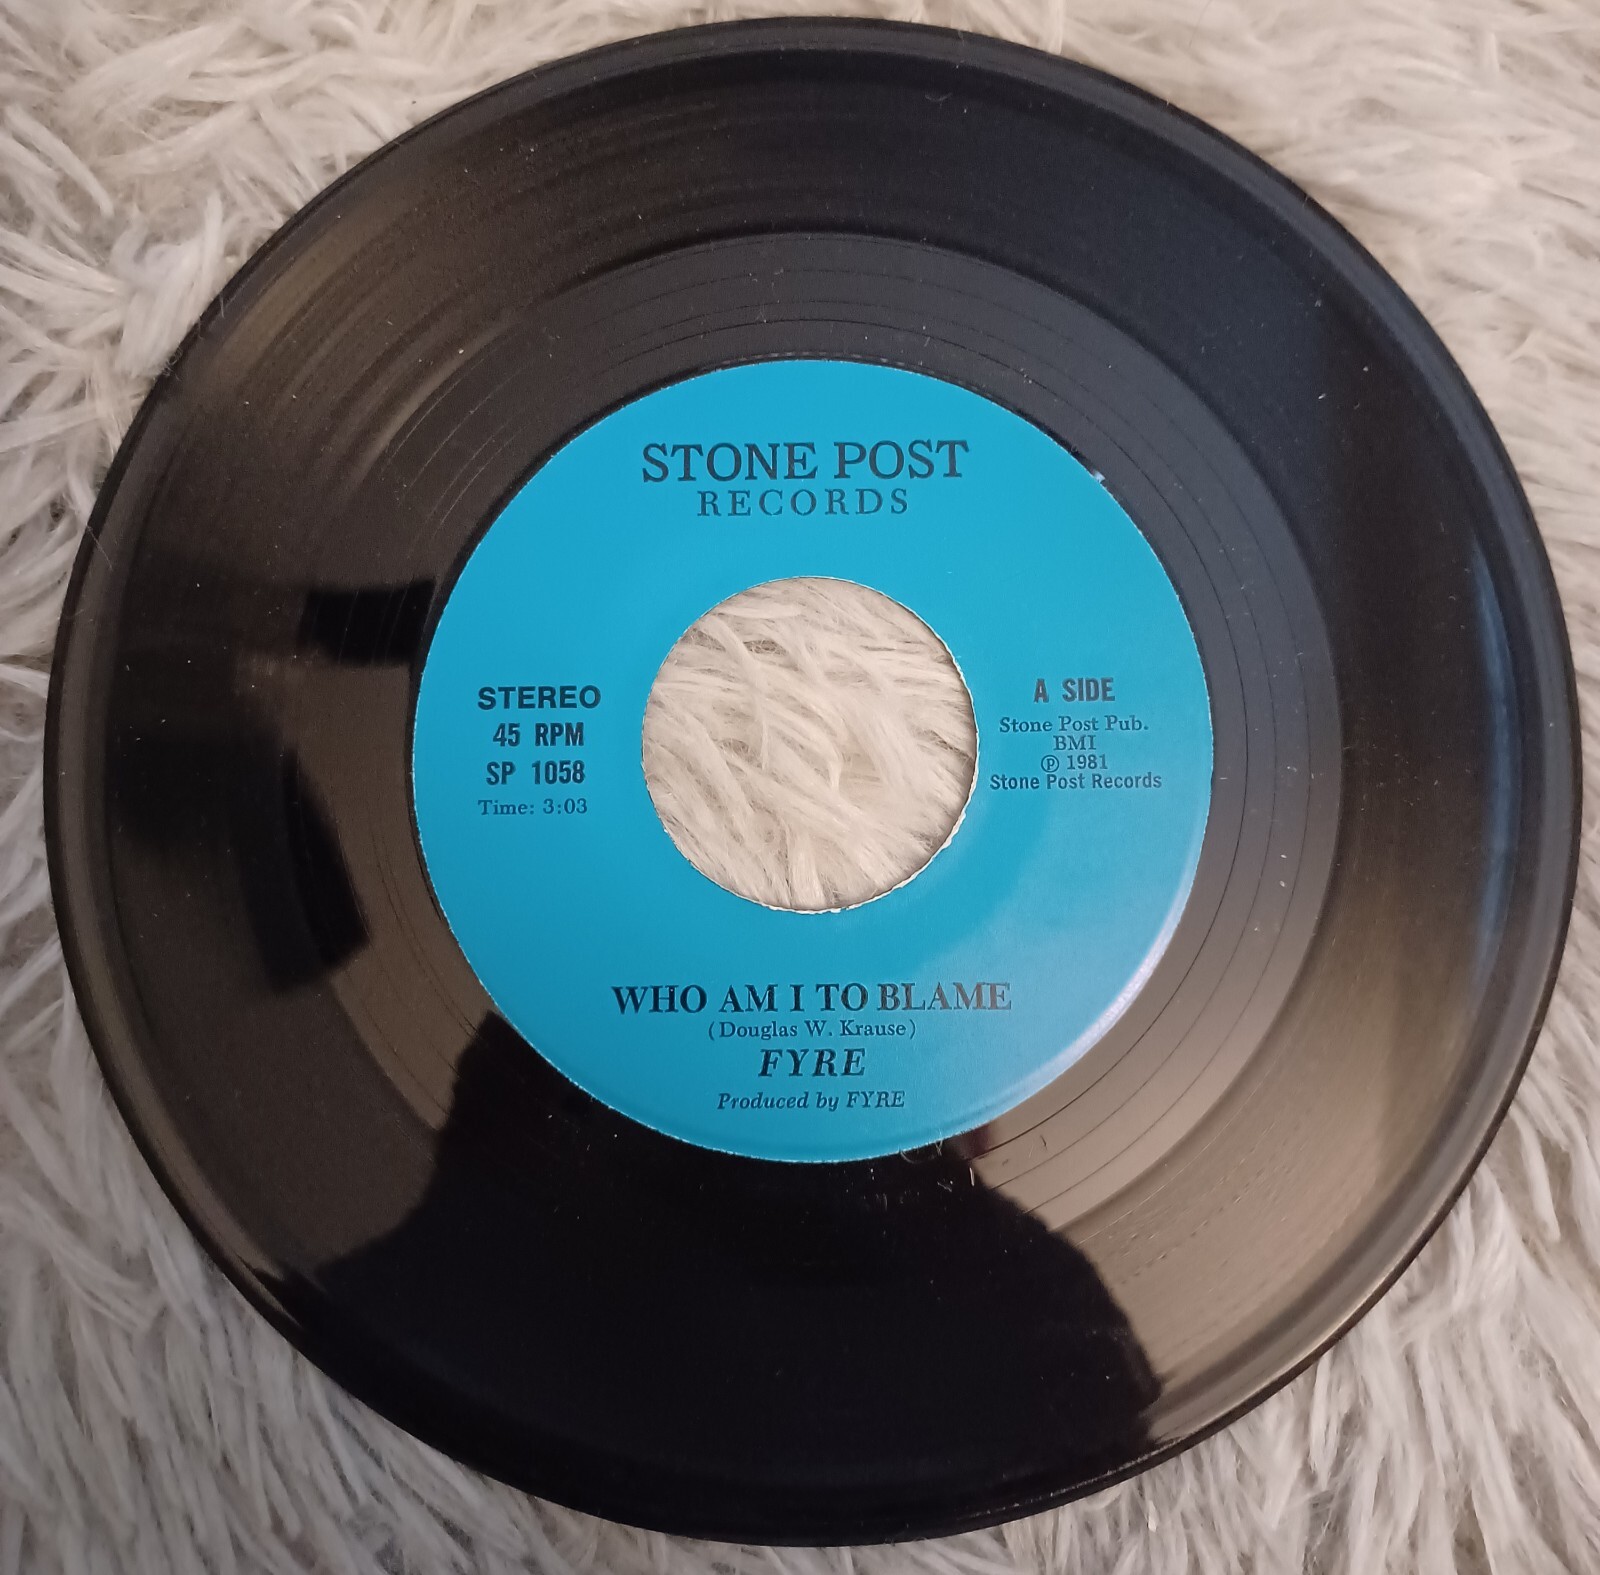 STONE POST
RECORDS
STEREO
45 RPM
SP 1058
Time: 3:03
A SIDE
Stone Post Pub.
BMI
℗ 1981
Stone Post Records
WHO AM I TO BLAME
(Douglas W. Krause)
FYRE
Produced by FYRE